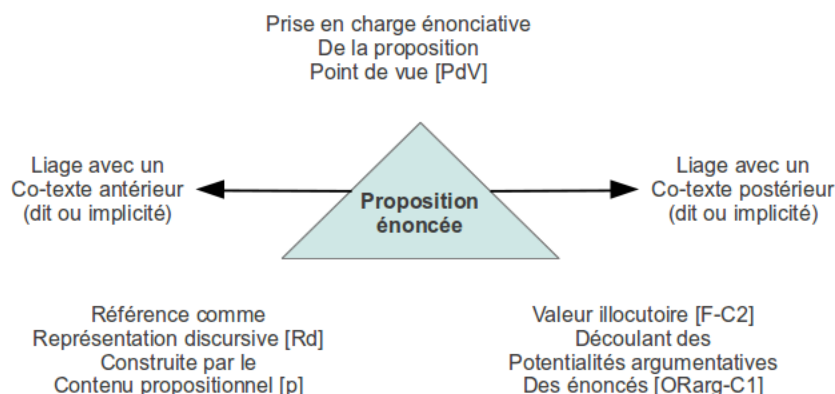 Prise en charge énonciative
De la proposition
Point de vue [PdV]
Liage avec un
Co-texte antérieur
(dit ou implicité)
Proposition
énoncée
Liage avec un
Co-texte postérieur
(dit ou implicité)
Référence comme
Représentation discursive [Rd]
Construite par le
Contenu propositionnel [p]
Valeur illocutoire [F-C2]
Découlant des
Potentialités argumentatives
Des énoncés [ORarg-C1]